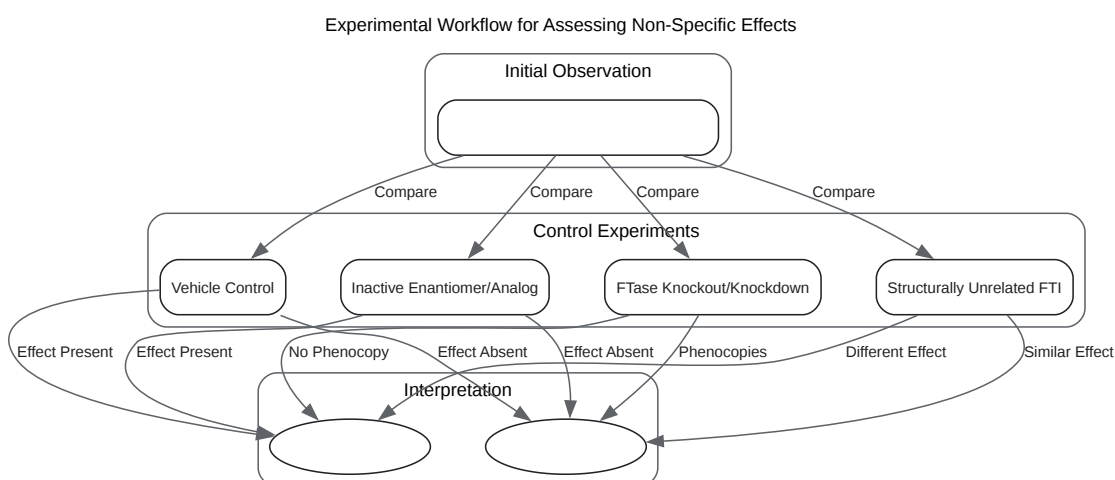 Experimental Workflow for Assessing Non-Specific Effects
Initial Observation
Compare
Compare
Compare
Compare
Control Experiments
Vehicle Control
Inactive Enantiomer/Analog
FTase Knockout/Knockdown
Structurally Unrelated FTI
Effect Present
Effect Present
No Phenocopy
Effect Absent
Effect Absent
Phenocopies
Different Effect
Similar Effect
Interpretation